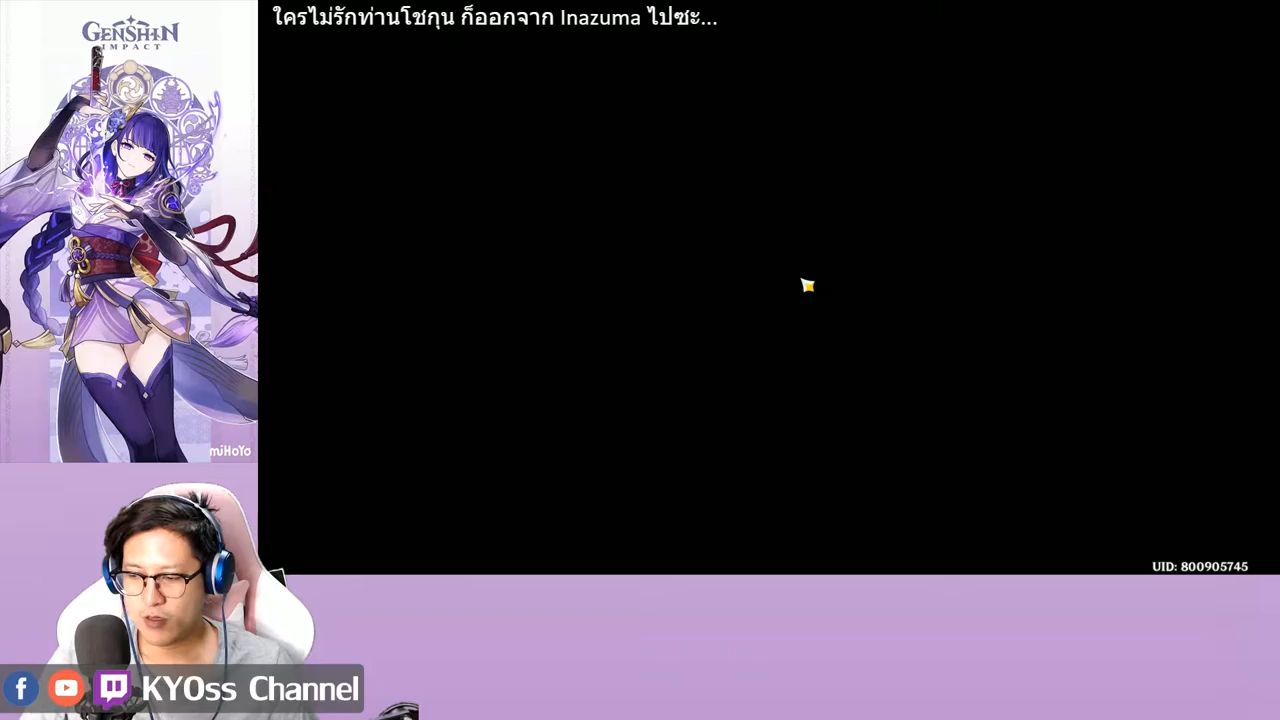 ใครไม่รักท่านโชกุน ก็ออกจาก Inazuma ไปซะ...
GENSHIN
IMPACT
miHoYo
UID: 800905745
KYOss Channel